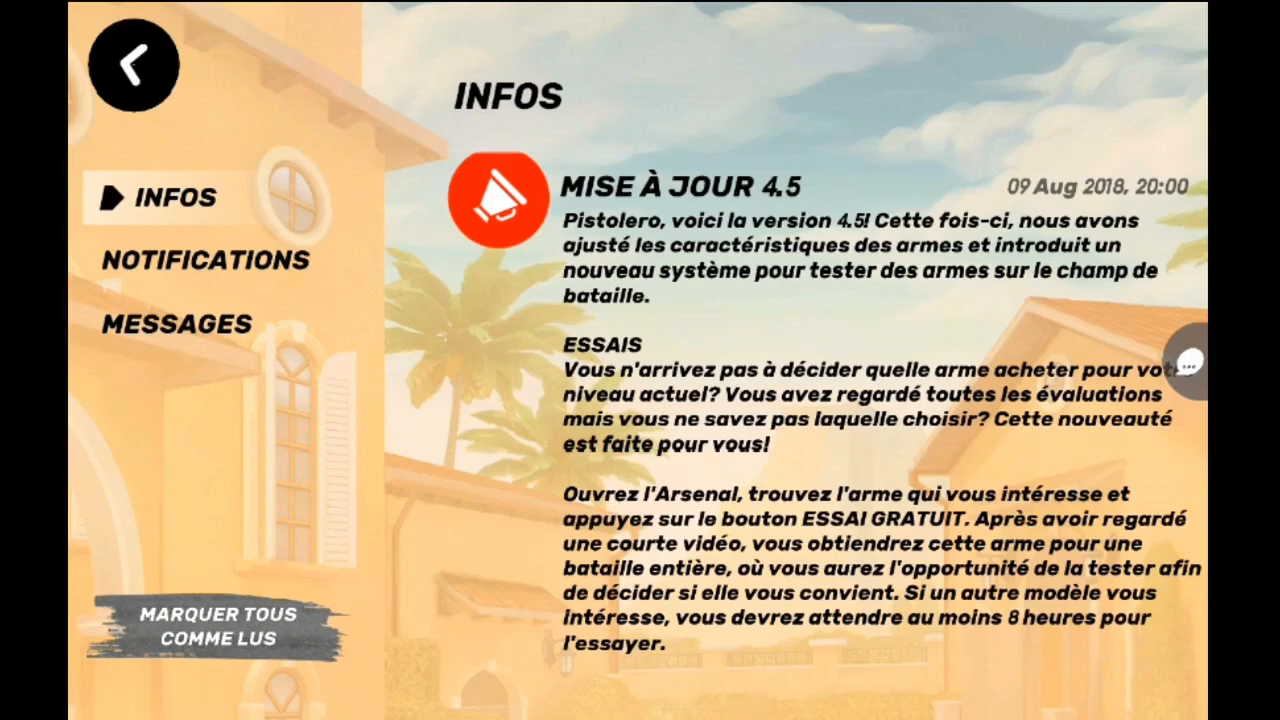 INFOS
INFOS
NOTIFICATIONS
MESSAGES
MARQUER TOUS
COMME LUS
MISE À JOUR 4.5
09 Aug 2018, 20:00
Pistolero, voici la version 4.5! Cette fois-ci, nous avons
ajusté les caractéristiques des armes et introduit un
nouveau système pour tester des armes sur le champ de
bataille.
ESSAIS
Vous n'arrivez pas à décider quelle arme acheter pour votre
niveau actuel? Vous avez regardé toutes les évaluations
mais vous ne savez pas laquelle choisir? Cette nouveauté
est faite pour vous!
Ouvrez l'Arsenal, trouvez l'arme qui vous intéresse et
appuyez sur le bouton ESSAI GRATUIT. Après avoir regardé
une courte vidéo, vous obtiendrez cette arme pour une
bataille entière, où vous aurez l'opportunité de la tester afin
de décider si elle vous convient. Si un autre modèle vous
intéresse, vous devrez attendre au moins 8 heures pour
l'essayer.